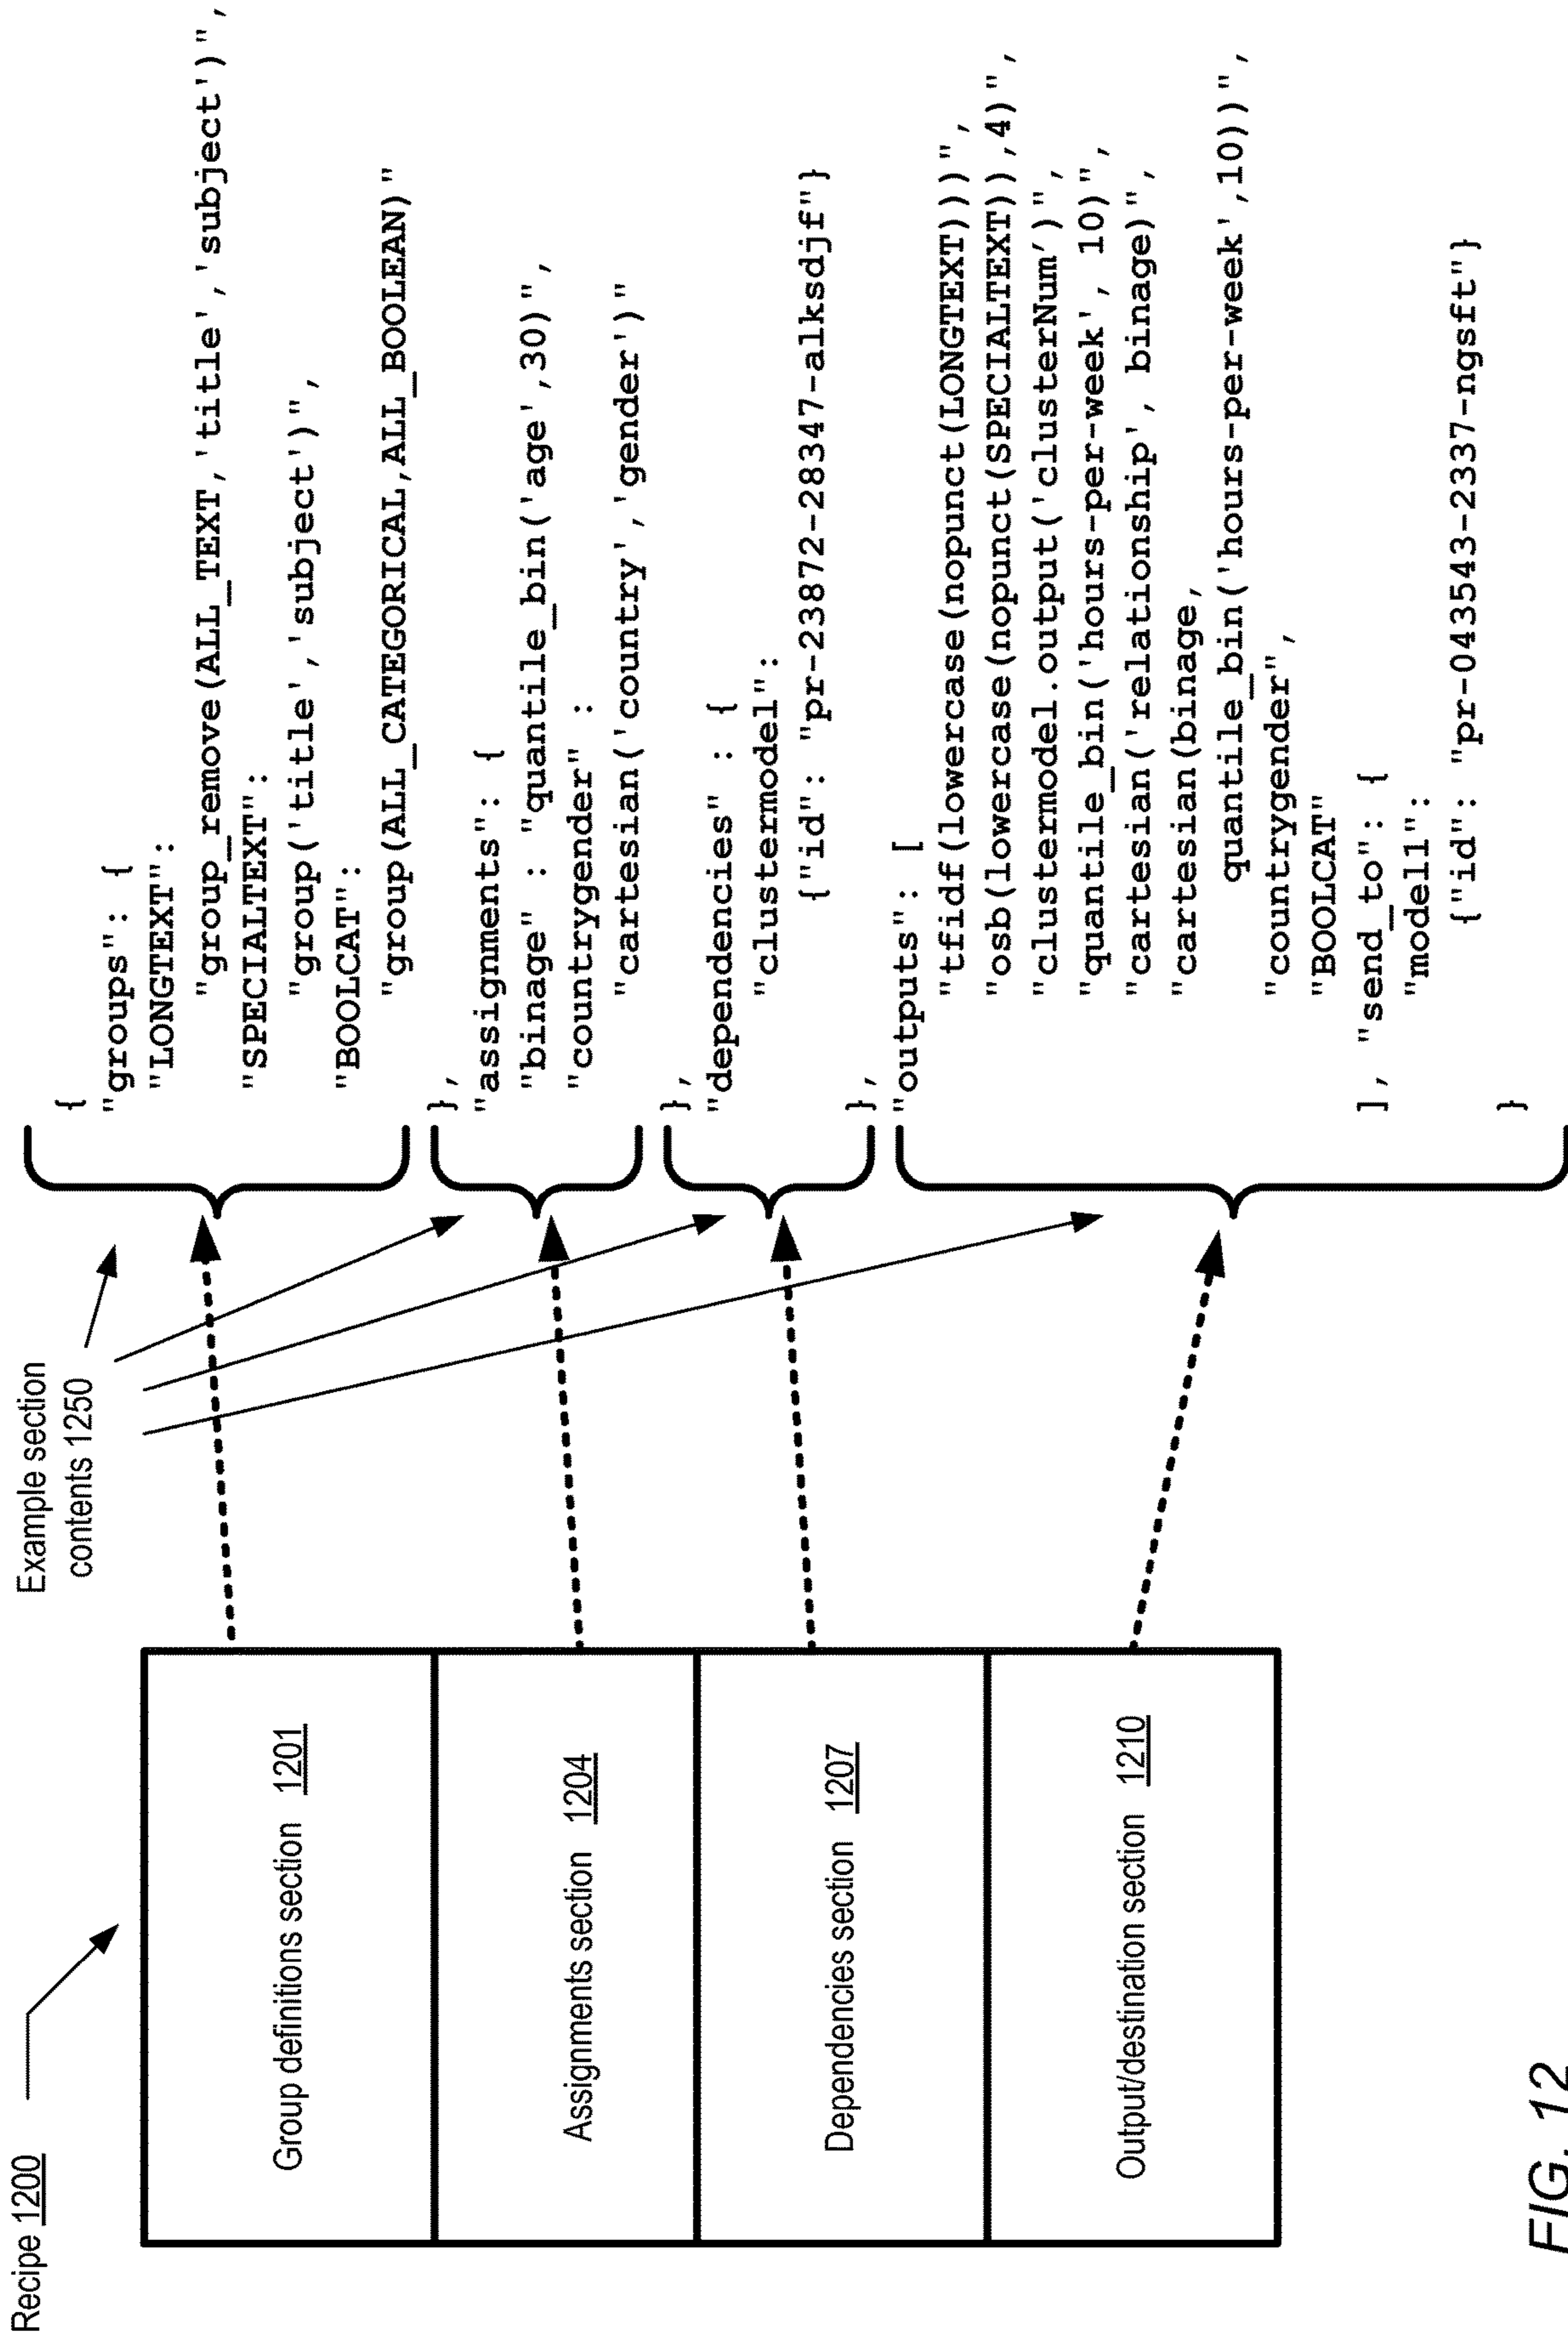 Recipe 1200
Group definitions section 1201
Assignments section 1204
Dependencies section 1207
Output/destination section 1210
Example section
contents 1250
{
"groups": {
"LONGTEXT":
"group_remove(ALL_TEXT,'title','subject')",
"SPECIALTEXT":
"group('title','subject')",
"BOOLCAT":
"group(ALL_CATEGORICAL,ALL_BOOLEAN)"
},
"assignments": {
"binage" : "quantile_bin('age',30)",
"countrygender" :
"cartesian('country','gender')"
},
"dependencies" : {
"clustermodel":
{"id": "pr-23872-28347-alksdjf"}
},
"outputs": [
"tfidf(lowercase(nopunct(LONGTEXT)))",
"osb(lowercase(nopunct(SPECIALTEXT)),4)",
"clustermodel.output('clusterNum')",
"quantile_bin('hours-per-week', 10)",
"cartesian('relationship', binage)",
"cartesian(binage,
quantile_bin('hours-per-week',10))",
"countrygender",
"BOOLCAT"
], "send_to": {
"model1":
{"id": "pr-043543-2337-ngsft"}
}
FIG. 12